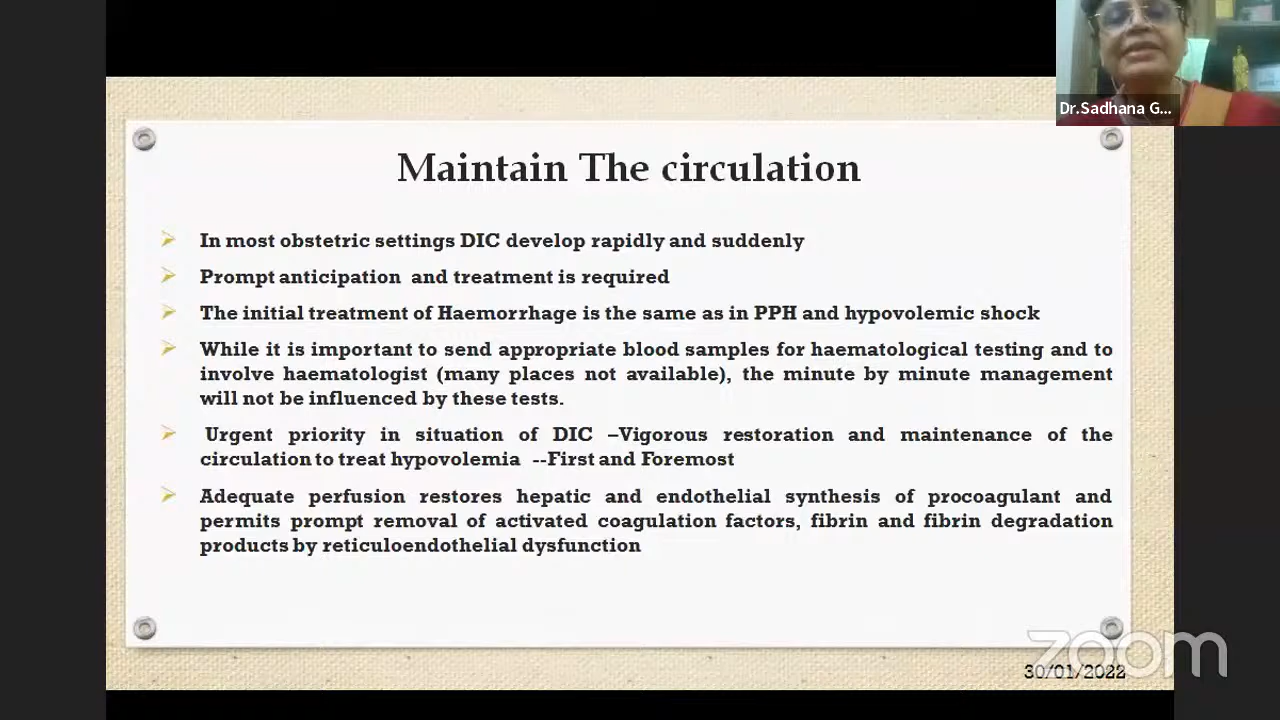 Dr.Sadhana G...
Maintain The circulation
In most obstetric settings DIC develop rapidly and suddenly
Prompt anticipation and treatment is required
The initial treatment of Haemorrhage is the same as in PPH and hypovolemic shock
While it is important to send appropriate blood samples for haematological testing and to
involve haematologist (many places not available), the minute by minute management
will not be influenced by these tests.
Urgent priority in situation of DIC –Vigorous restoration and maintenance of the
circulation to treat hypovolemia --First and Foremost
Adequate perfusion restores hepatic and endothelial synthesis of procoagulant and
permits prompt removal of activated coagulation factors, fibrin and fibrin degradation
products by reticuloendothelial dysfunction
zoom
30/01/2022